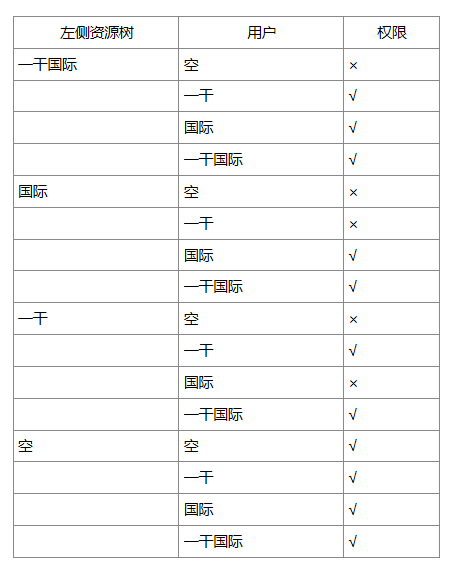 左侧资源树 用户 权限
一干国际 空 ×
一干 √
国际 √
一干国际 √
国际 空 ×
一干 ×
国际 √
一干国际 √
一干 空 ×
一干 √
国际 ×
一干国际 √
空 空 √
一干 √
国际 √
一干国际 √